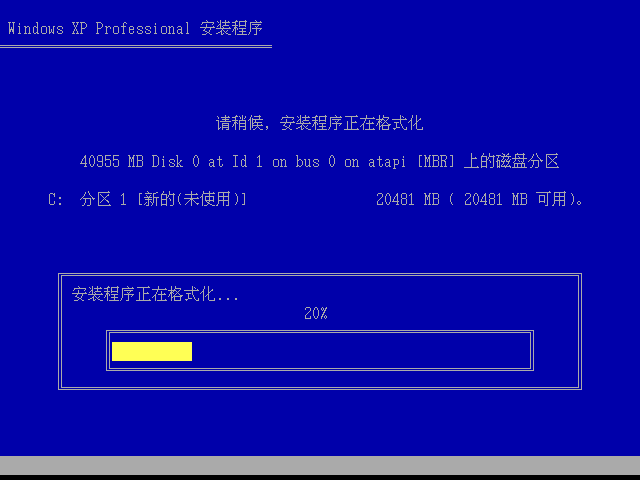 Windows XP Professional 安装程序
请稍候，安装程序正在格式化
40955 MB Disk 0 at Id 1 on bus 0 on atapi [MBR] 上的磁盘分区
C: 分区 1 [新的(未使用)] 20481 MB ( 20481 MB 可用)。
安装程序正在格式化...
20%